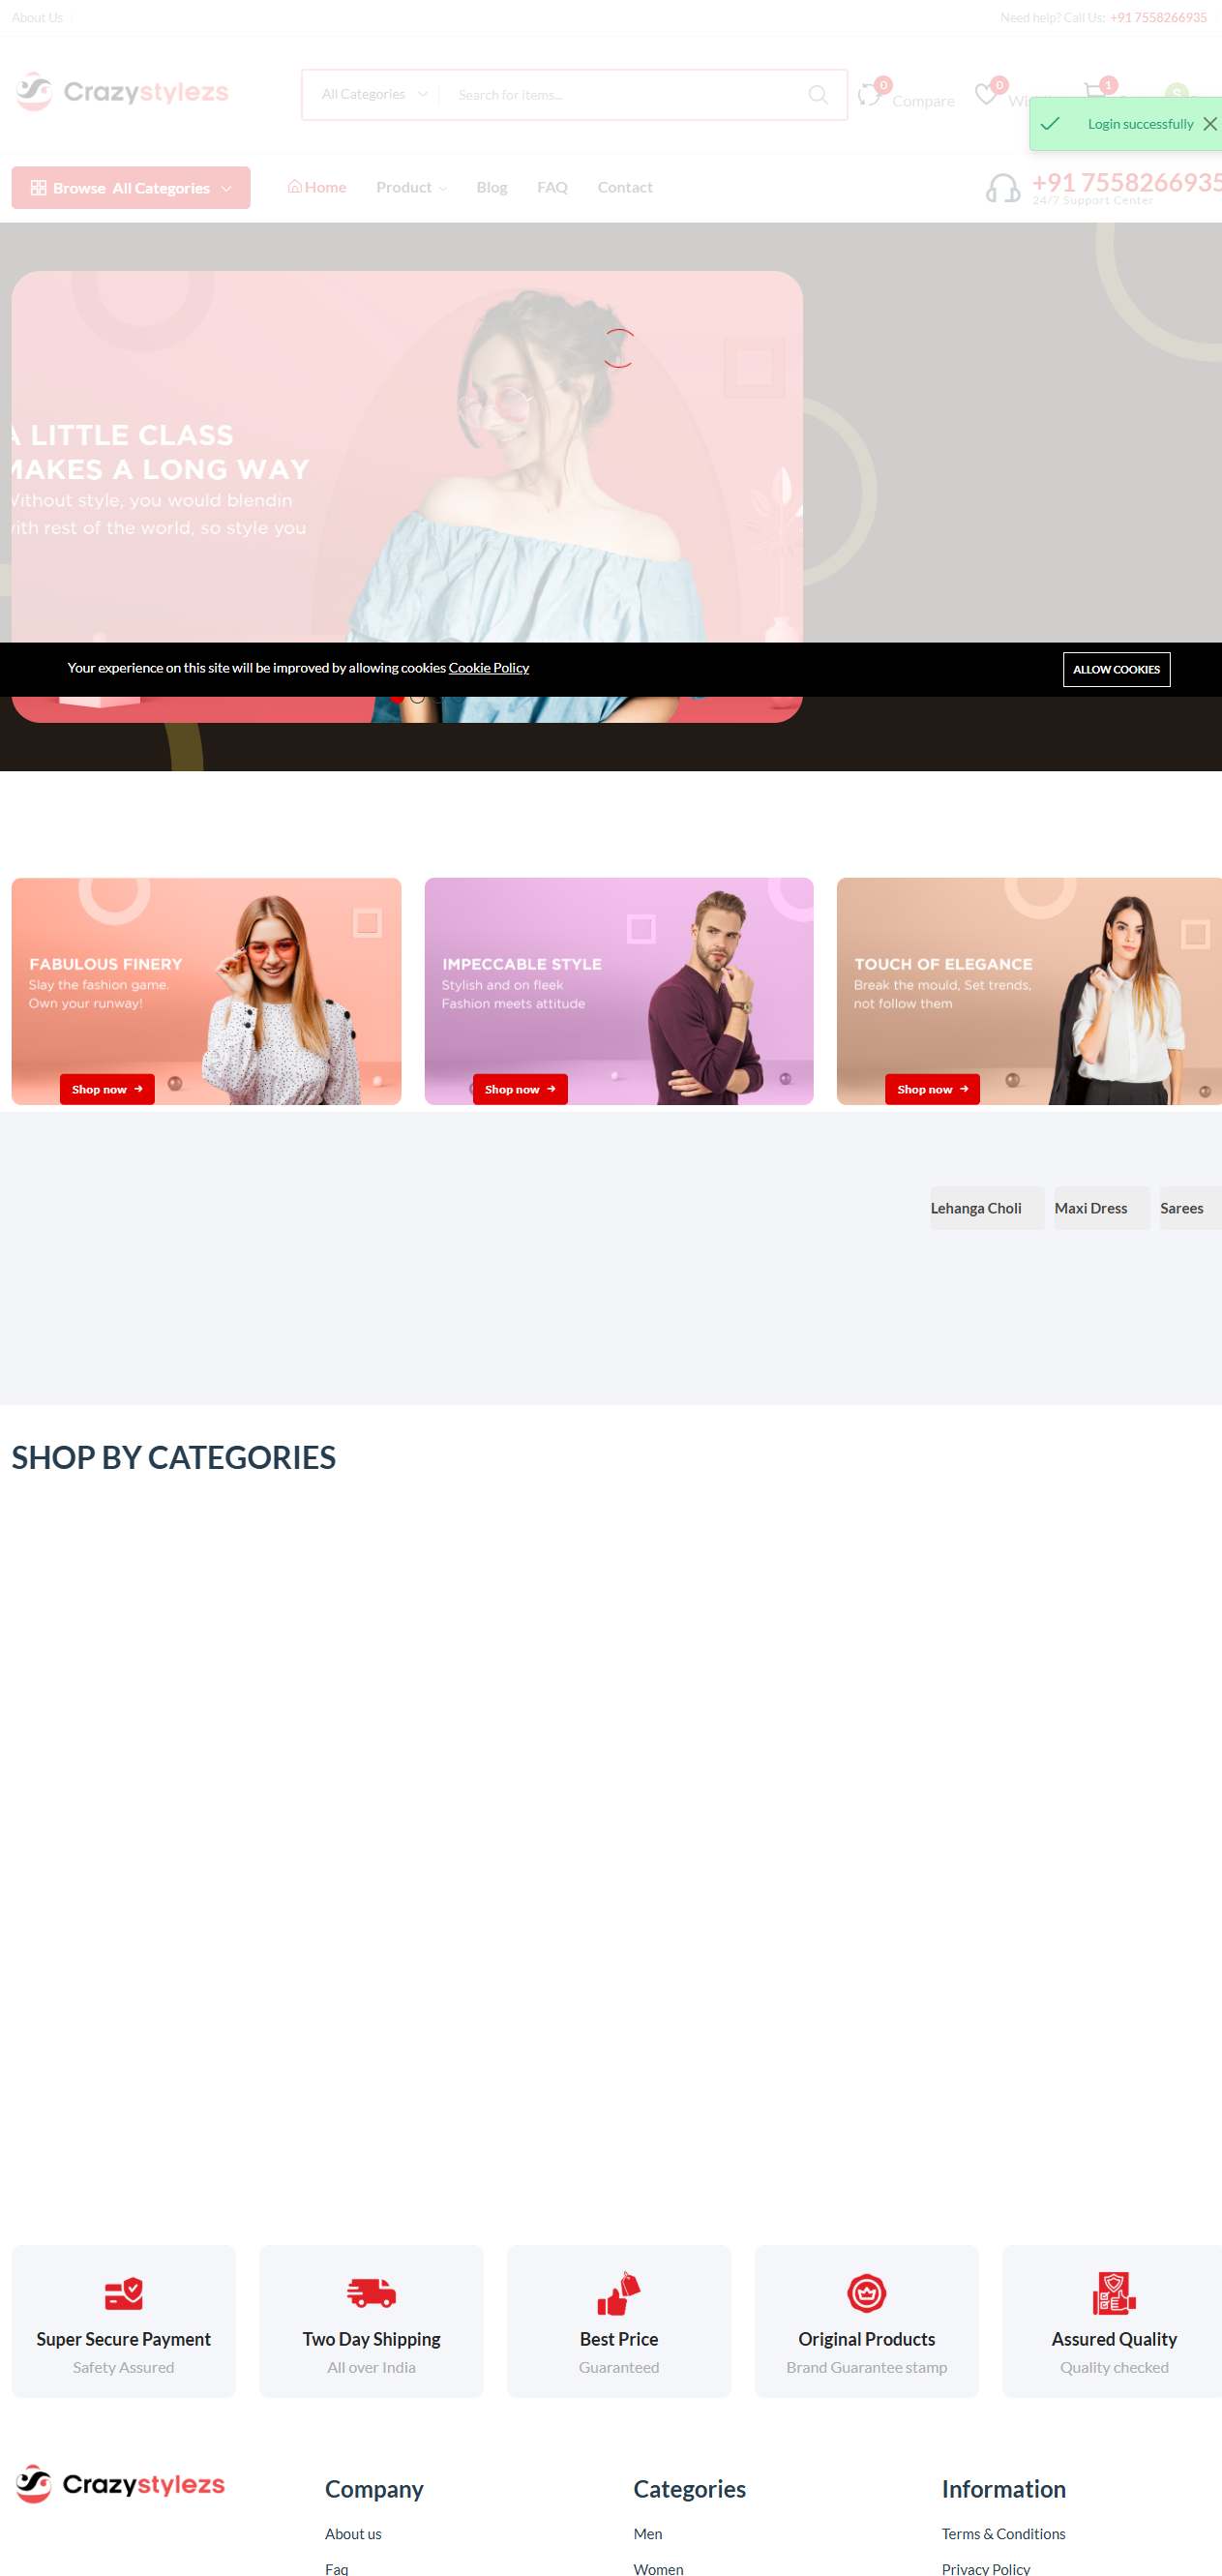 About Us
Need help? Call Us: +91 7558266935
Crazystylezs
All Categories
Search for items...
0
Compare
0
1
S
Login successfully
Browse All Categories
Home
Product
Blog
FAQ
Contact
+91 7558266935
24/7 Support Center
A LITTLE CLASS
MAKES A LONG WAY
Without style, you would blendin
with rest of the world, so style you
Your experience on this site will be improved by allowing cookies Cookie Policy
ALLOW COOKIES
FABULOUS FINERY
Slay the fashion game.
Own your runway!
Shop now
IMPECCABLE STYLE
Stylish and on fleek
Fashion meets attitude
Shop now
TOUCH OF ELEGANCE
Break the mould, Set trends,
not follow them
Shop now
Lehanga Choli
Maxi Dress
Sarees
SHOP BY CATEGORIES
Super Secure Payment
Safety Assured
Two Day Shipping
All over India
Best Price
Guaranteed
Original Products
Brand Guarantee stamp
Assured Quality
Quality checked
Crazystylezs
Company
About us
Faq
Categories
Men
Women
Information
Terms & Conditions
Privacy Policy